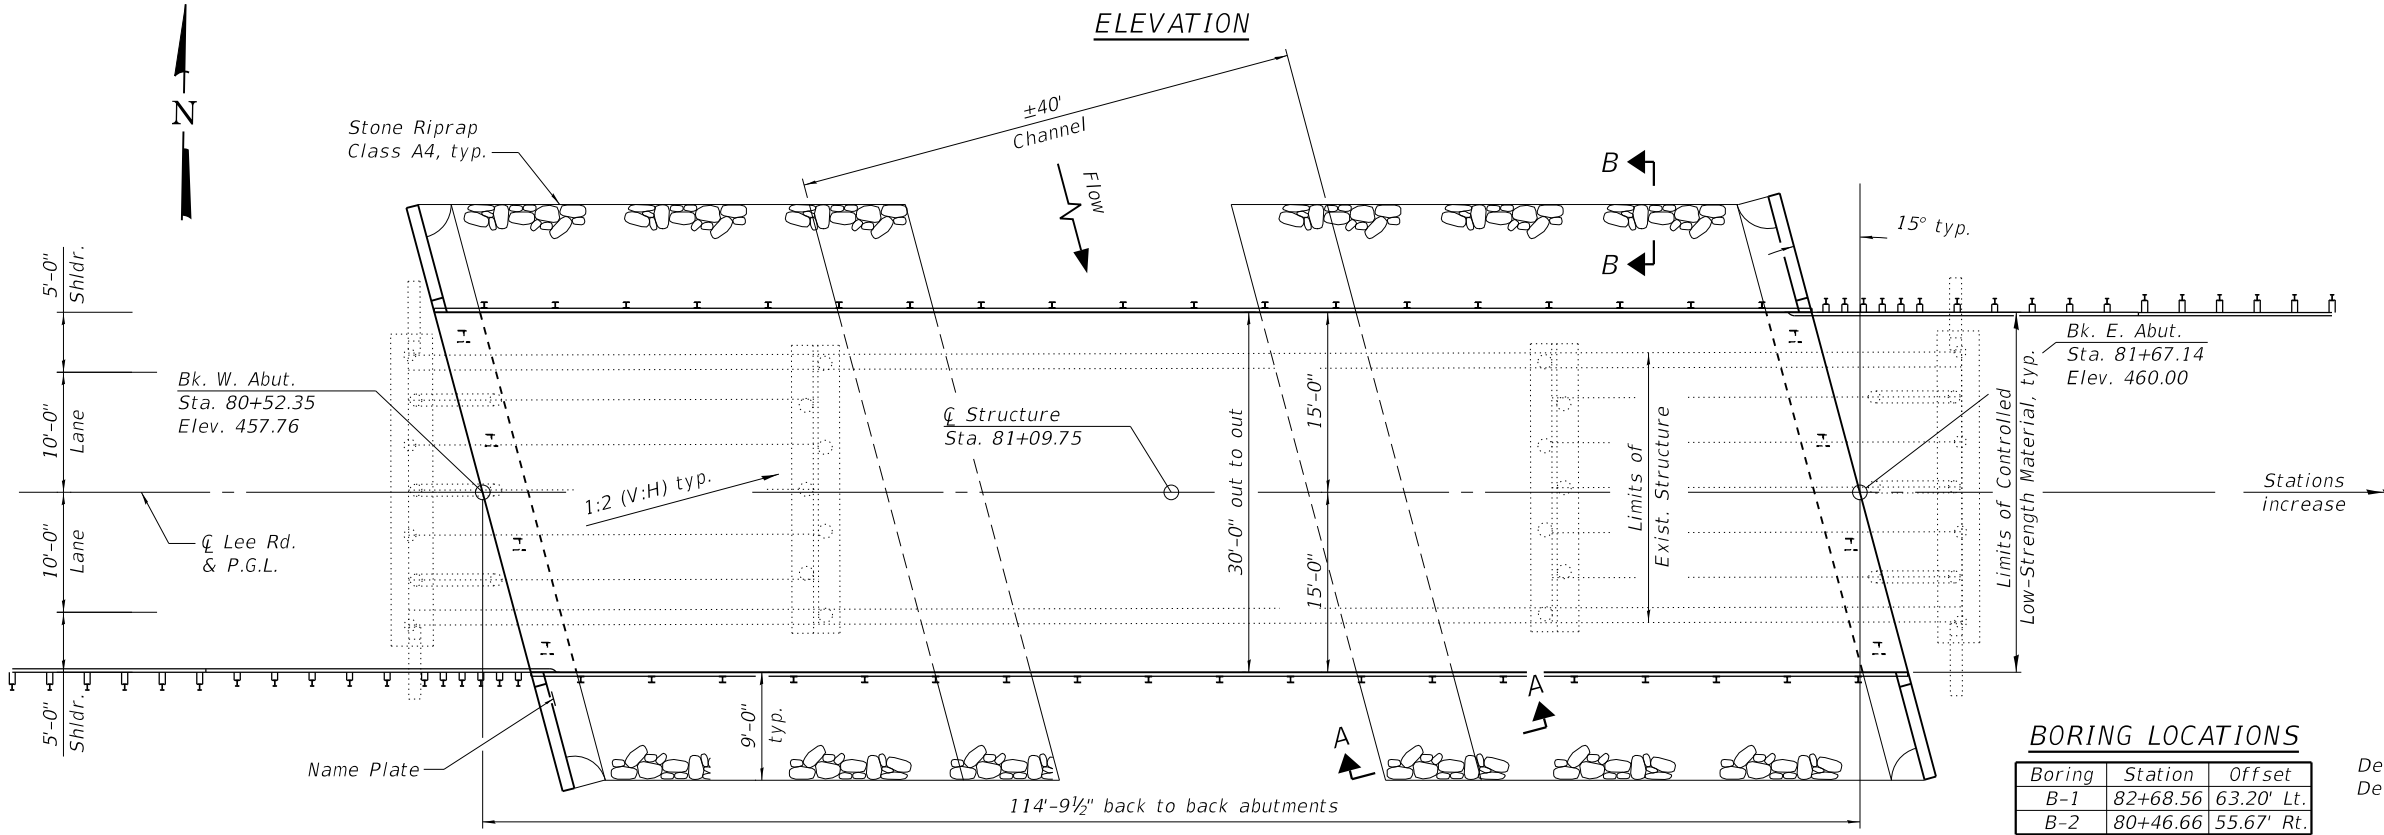 ELEVATION
N
Stone Riprap
Class A4, typ.
±40'
Channel
Flow
B
B
15° typ.
5'-0"
Shldr.
10'-0"
Lane
10'-0"
Lane
5'-0"
Shldr.
Bk. W. Abut.
Sta. 80+52.35
Elev. 457.76
℄ Structure
Sta. 81+09.75
1:2 (V:H) typ.
℄ Lee Rd.
& P.G.L.
30'-0" out to out
15'-0"
15'-0"
Limits of
Exist. Structure
Bk. E. Abut.
Sta. 81+67.14
Elev. 460.00
Limits of Controlled
Low-Strength Material, typ.
Stations
increase
9'-0"
typ.
A
A
Name Plate
114'-9½" back to back abutments
BORING LOCATIONS
Boring Station Offset
B-1 82+68.56 63.20' Lt.
B-2 80+46.66 55.67' Rt.
De
De